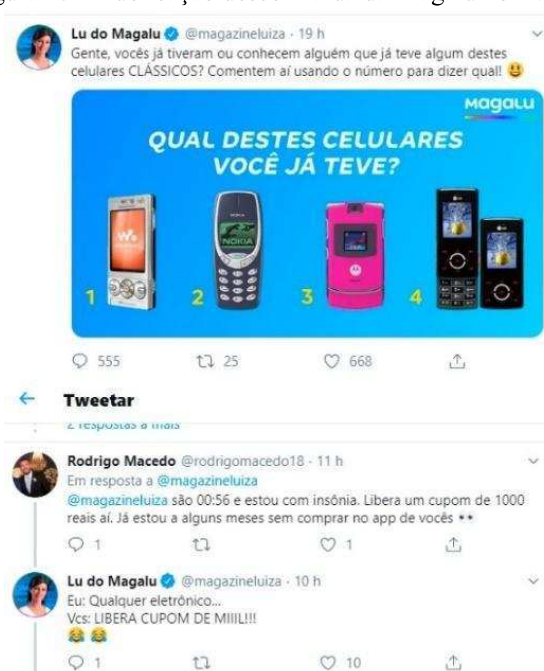 Lu do Magalu @magazineluiza · 19 h
Gente, vocês já tiveram ou conhecem alguém que já teve algum destes
celulares CLÁSSICOS? Comentem aí usando o número para dizer qual! 😃
Magalu
QUAL DESTES CELULARES
VOCÊ JÁ TEVE?
NOKIA
1 2 3 4
555 25 668
Tweetar
2 respostas a mais
Rodrigo Macedo @rodrigomacedo18 · 11 h
Em resposta a @magazineluiza
@magazineluiza são 00:56 e estou com insônia. Libera um cupom de 1000
reais aí. Já estou a alguns meses sem comprar no app de vocês 👀
1 1
Lu do Magalu @magazineluiza · 10 h
Eu: Qualquer eletrônico...
Vcs: LIBERA CUPOM DE MIIIL!!!
😂 😂
1 10